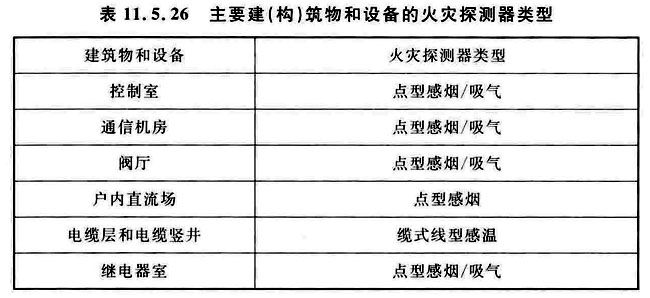 表 11.5.26 主要建(构)筑物和设备的火灾探测器类型
建筑物和设备 火灾探测器类型
控制室 点型感烟/吸气
通信机房 点型感烟/吸气
阀厅 点型感烟/吸气
户内直流场 点型感烟
电缆层和电缆竖井 缆式线型感温
继电器室 点型感烟/吸气